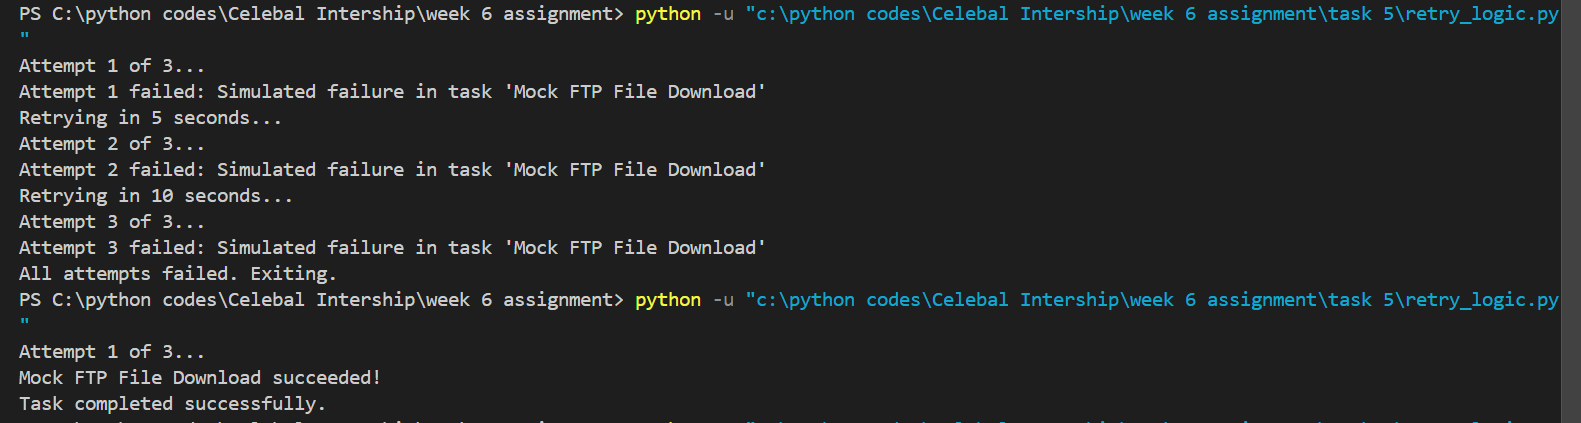 PS C:\python codes\Celebal Intership\week 6 assignment> python -u "c:\python codes\Celebal Intership\week 6 assignment\task 5\retry_logic.py
"
Attempt 1 of 3...
Attempt 1 failed: Simulated failure in task 'Mock FTP File Download'
Retrying in 5 seconds...
Attempt 2 of 3...
Attempt 2 failed: Simulated failure in task 'Mock FTP File Download'
Retrying in 10 seconds...
Attempt 3 of 3...
Attempt 3 failed: Simulated failure in task 'Mock FTP File Download'
All attempts failed. Exiting.
PS C:\python codes\Celebal Intership\week 6 assignment> python -u "c:\python codes\Celebal Intership\week 6 assignment\task 5\retry_logic.py
"
Attempt 1 of 3...
Mock FTP File Download succeeded!
Task completed successfully.